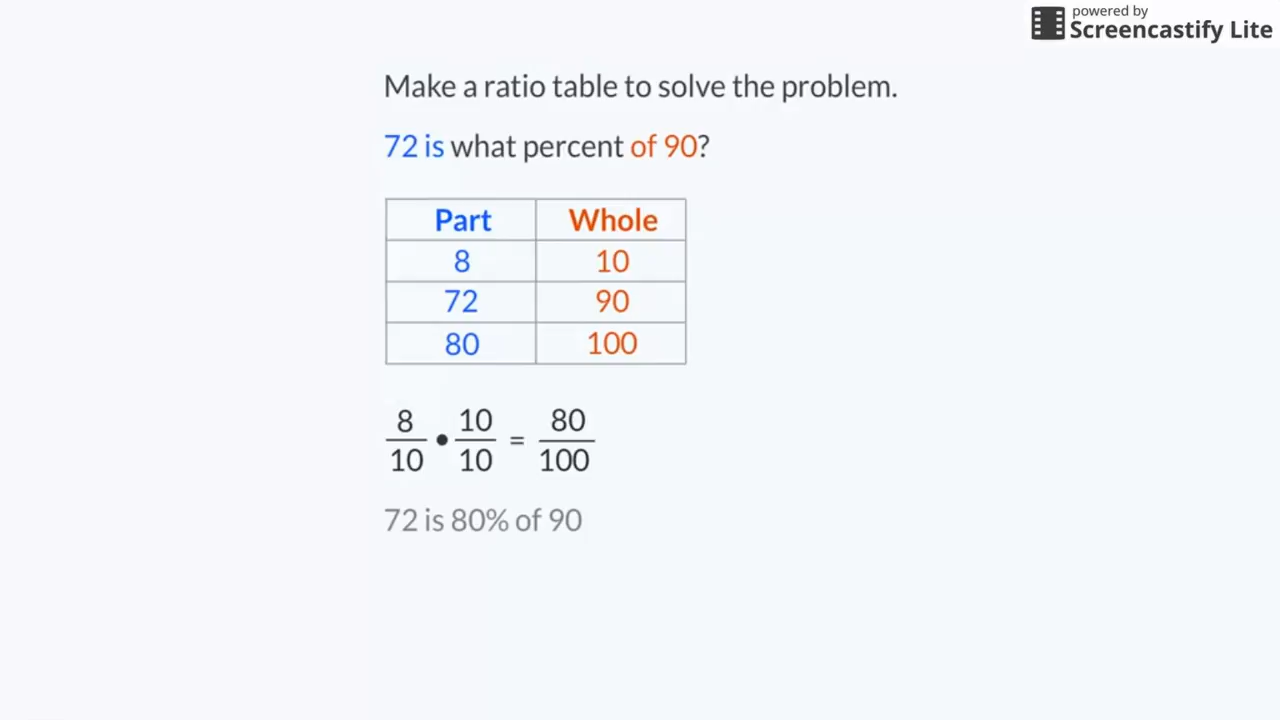 powered by
Screencastify Lite
Make a ratio table to solve the problem.
72 is what percent of 90?
Part Whole
8 10
72 90
80 100
8/10 • 10/10 = 80/100
72 is 80% of 90